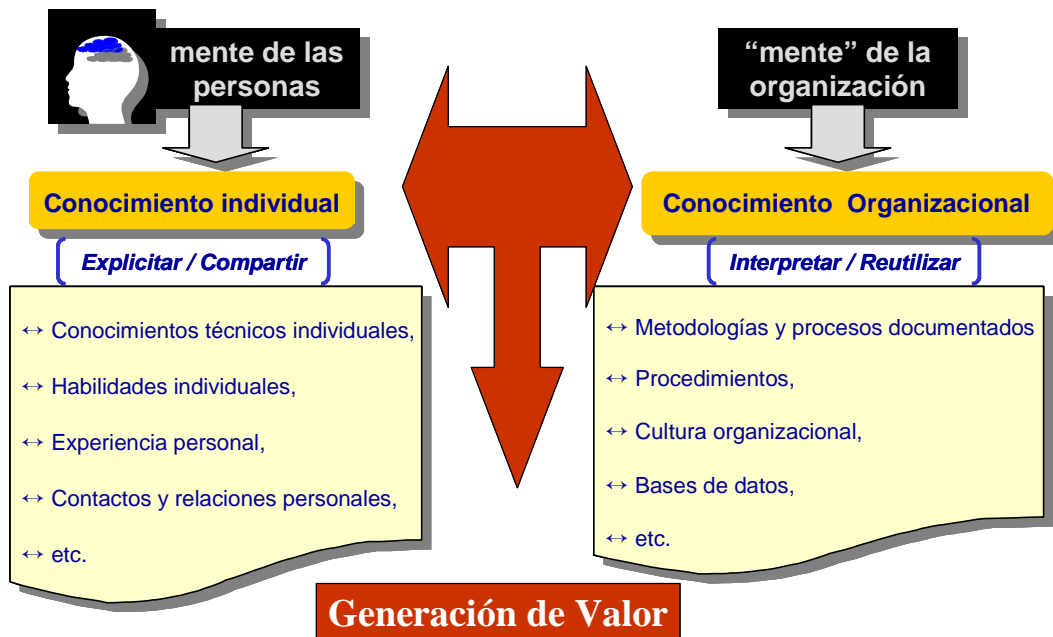 mente de las
personas
Conocimiento individual
Explicitar / Compartir
↔ Conocimientos técnicos individuales,
↔ Habilidades individuales,
↔ Experiencia personal,
↔ Contactos y relaciones personales,
↔ etc.
“mente” de la
organización
Conocimiento Organizacional
Interpretar / Reutilizar
↔ Metodologías y procesos documentados
↔ Procedimientos,
↔ Cultura organizacional,
↔ Bases de datos,
↔ etc.
Generación de Valor